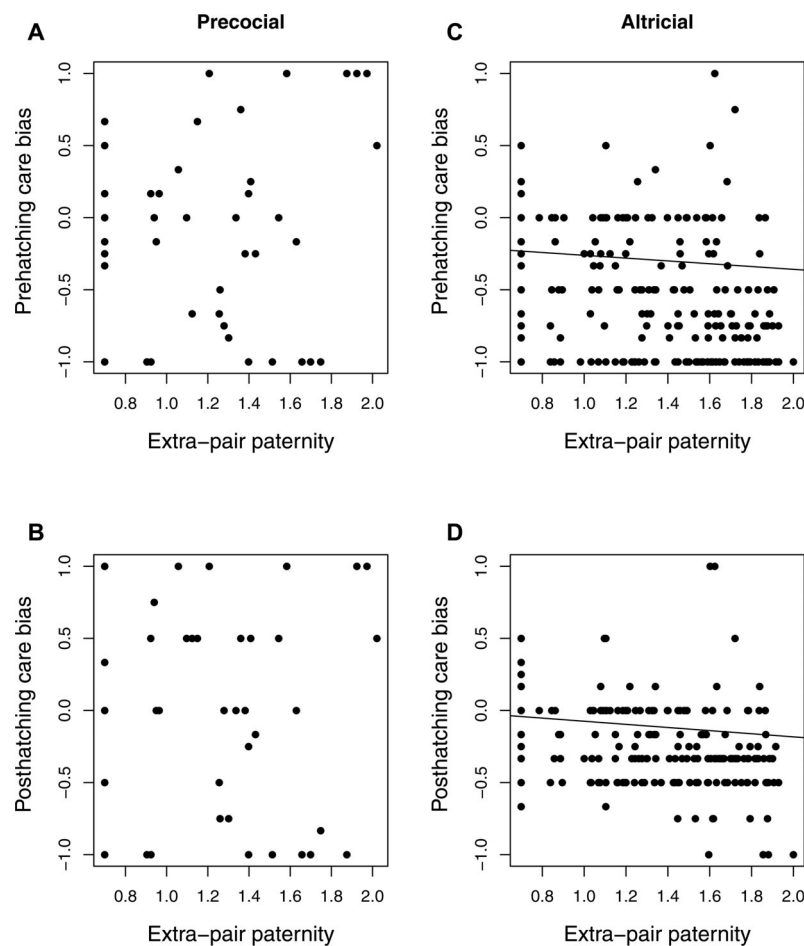 A Precocial
Prehatching care bias
1.0
0.5
0.0
−0.5
−1.0
0.8 1.0 1.2 1.4 1.6 1.8 2.0
Extra−pair paternity
C Altricial
Prehatching care bias
1.0
0.5
0.0
−0.5
−1.0
0.8 1.0 1.2 1.4 1.6 1.8 2.0
Extra−pair paternity
B
Posthatching care bias
1.0
0.5
0.0
−0.5
−1.0
0.8 1.0 1.2 1.4 1.6 1.8 2.0
Extra−pair paternity
D
Posthatching care bias
1.0
0.5
0.0
−0.5
−1.0
0.8 1.0 1.2 1.4 1.6 1.8 2.0
Extra−pair paternity